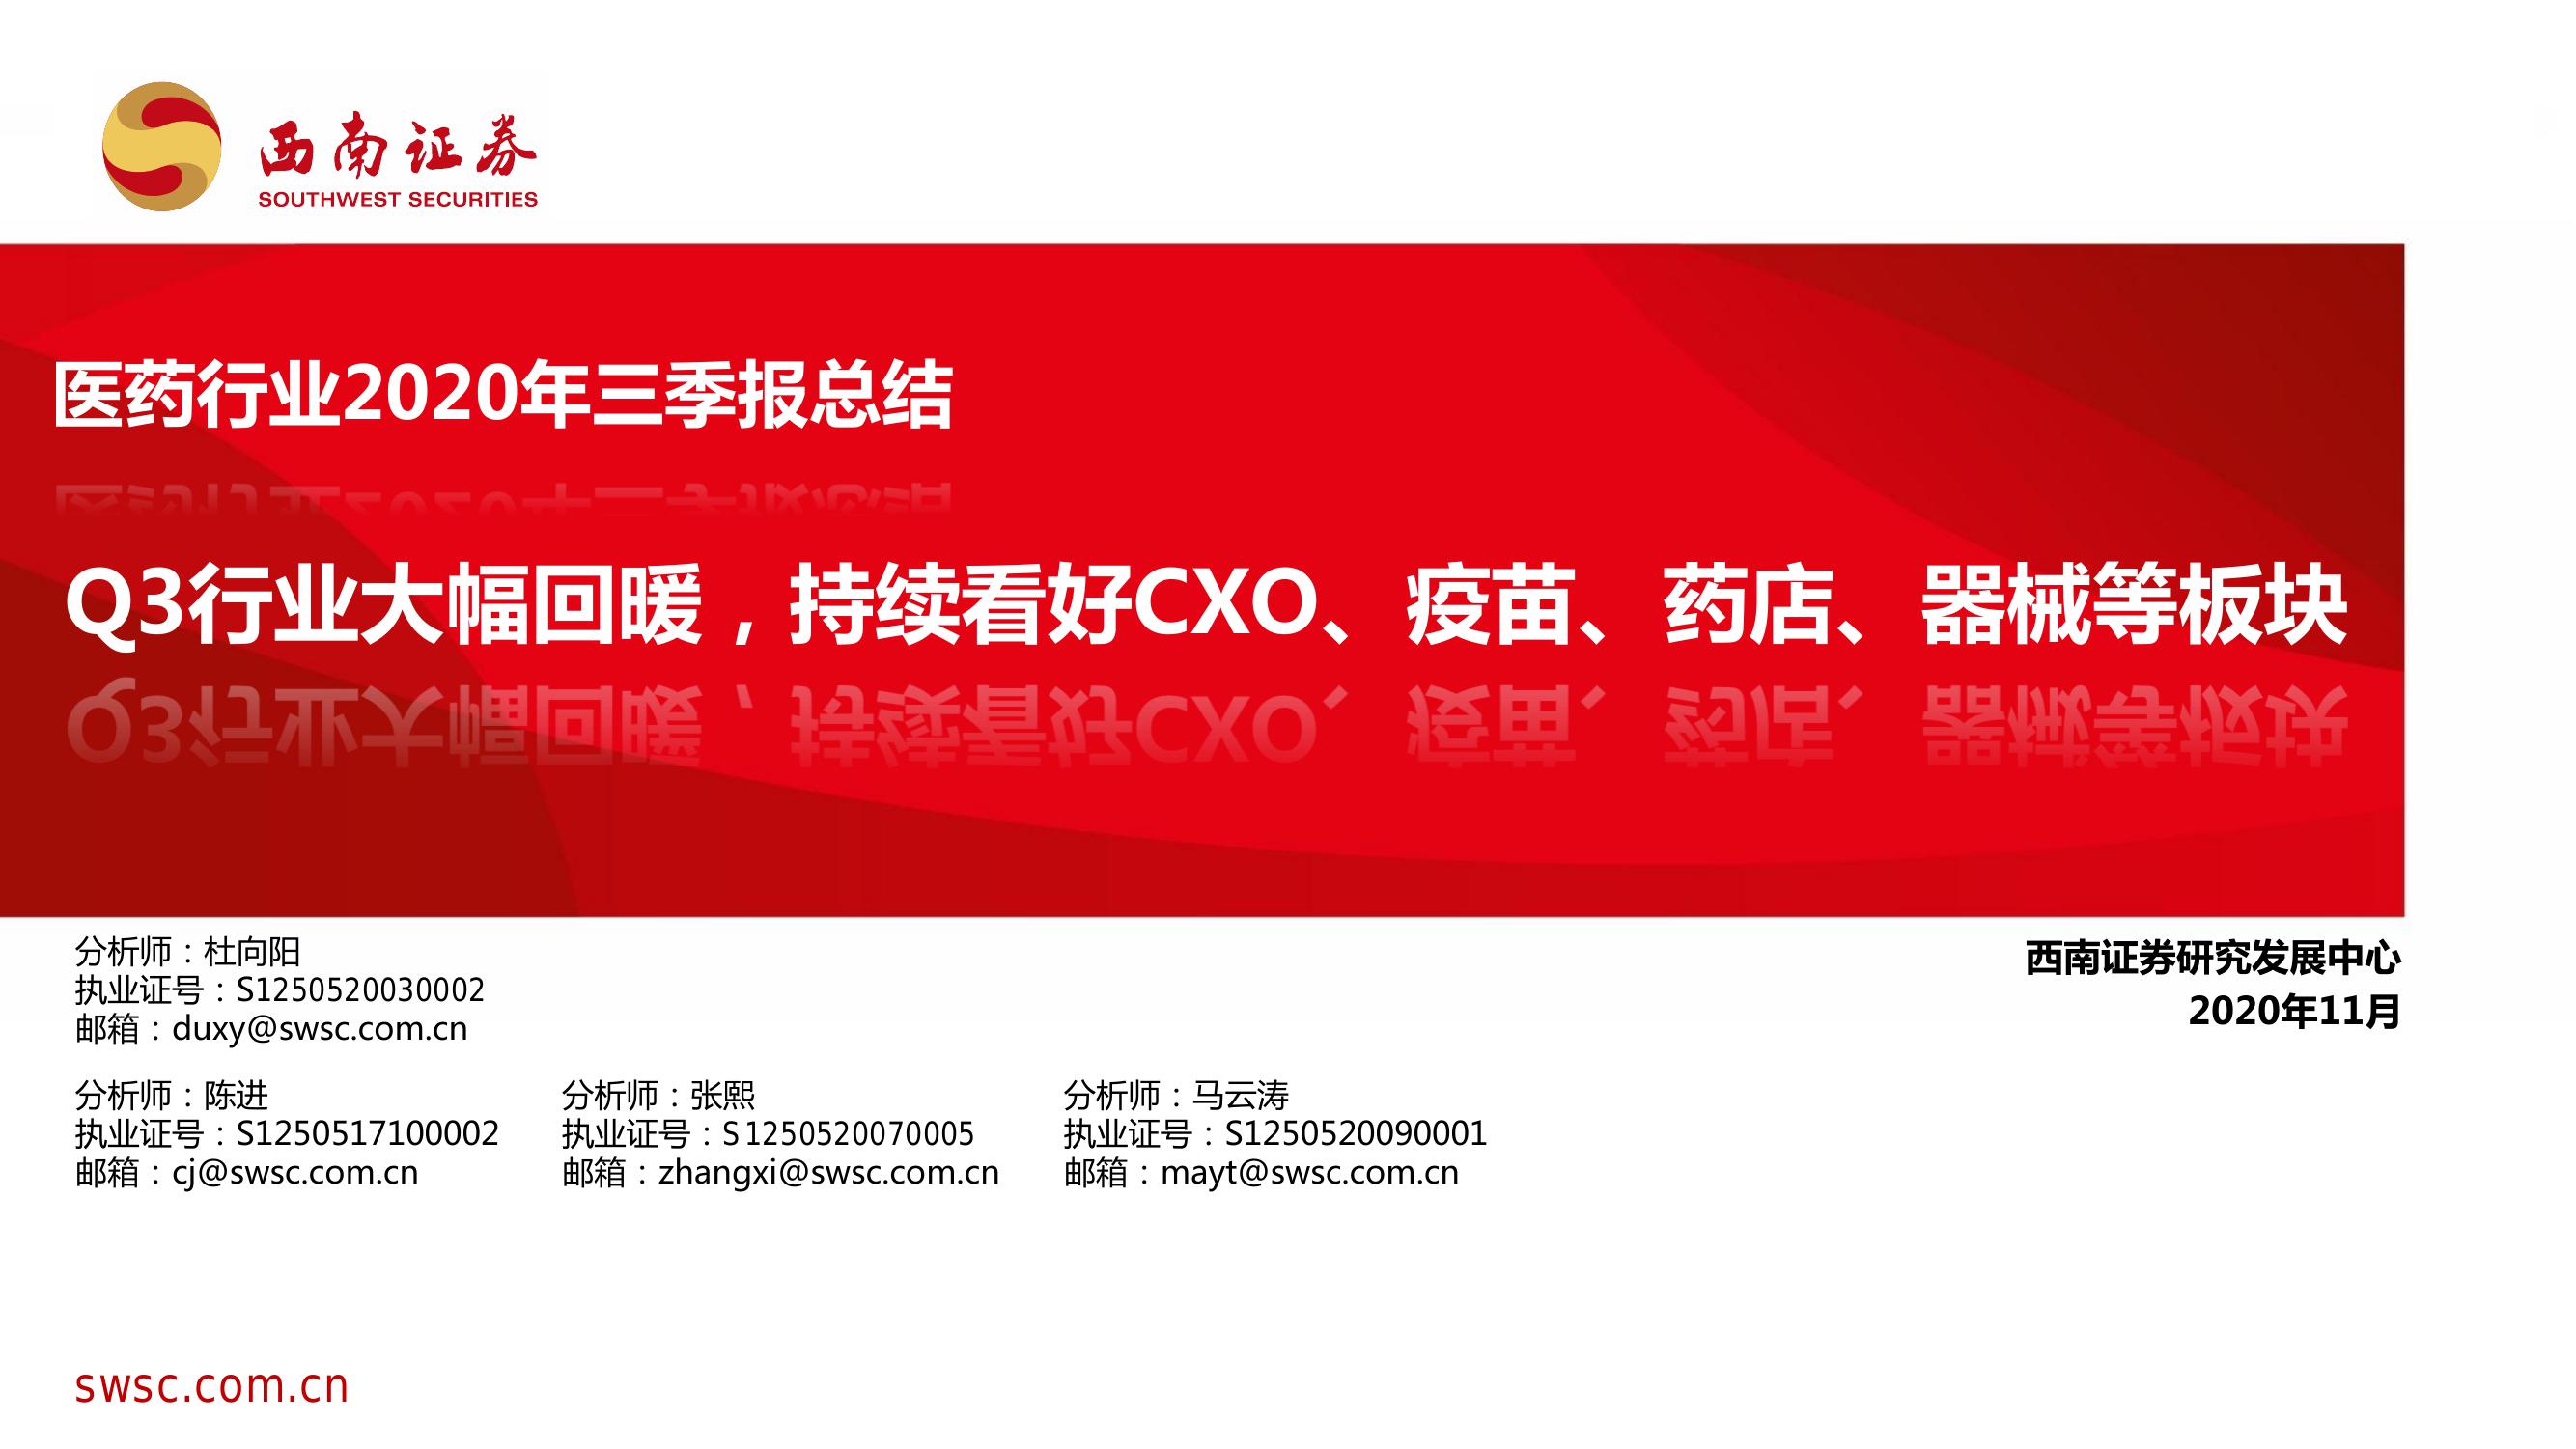 西南证券
SOUTHWEST SECURITIES
医药行业2020年三季报总结
Q3行业大幅回暖，持续看好CXO、疫苗、药店、器械等板块
分析师：杜向阳
执业证号：S1250520030002
邮箱：duxy@swsc.com.cn
西南证券研究发展中心
2020年11月
分析师：陈进
执业证号：S1250517100002
邮箱：cj@swsc.com.cn
分析师：张熙
执业证号：S1250520070005
邮箱：zhangxi@swsc.com.cn
分析师：马云涛
执业证号：S1250520090001
邮箱：mayt@swsc.com.cn
swsc.com.cn